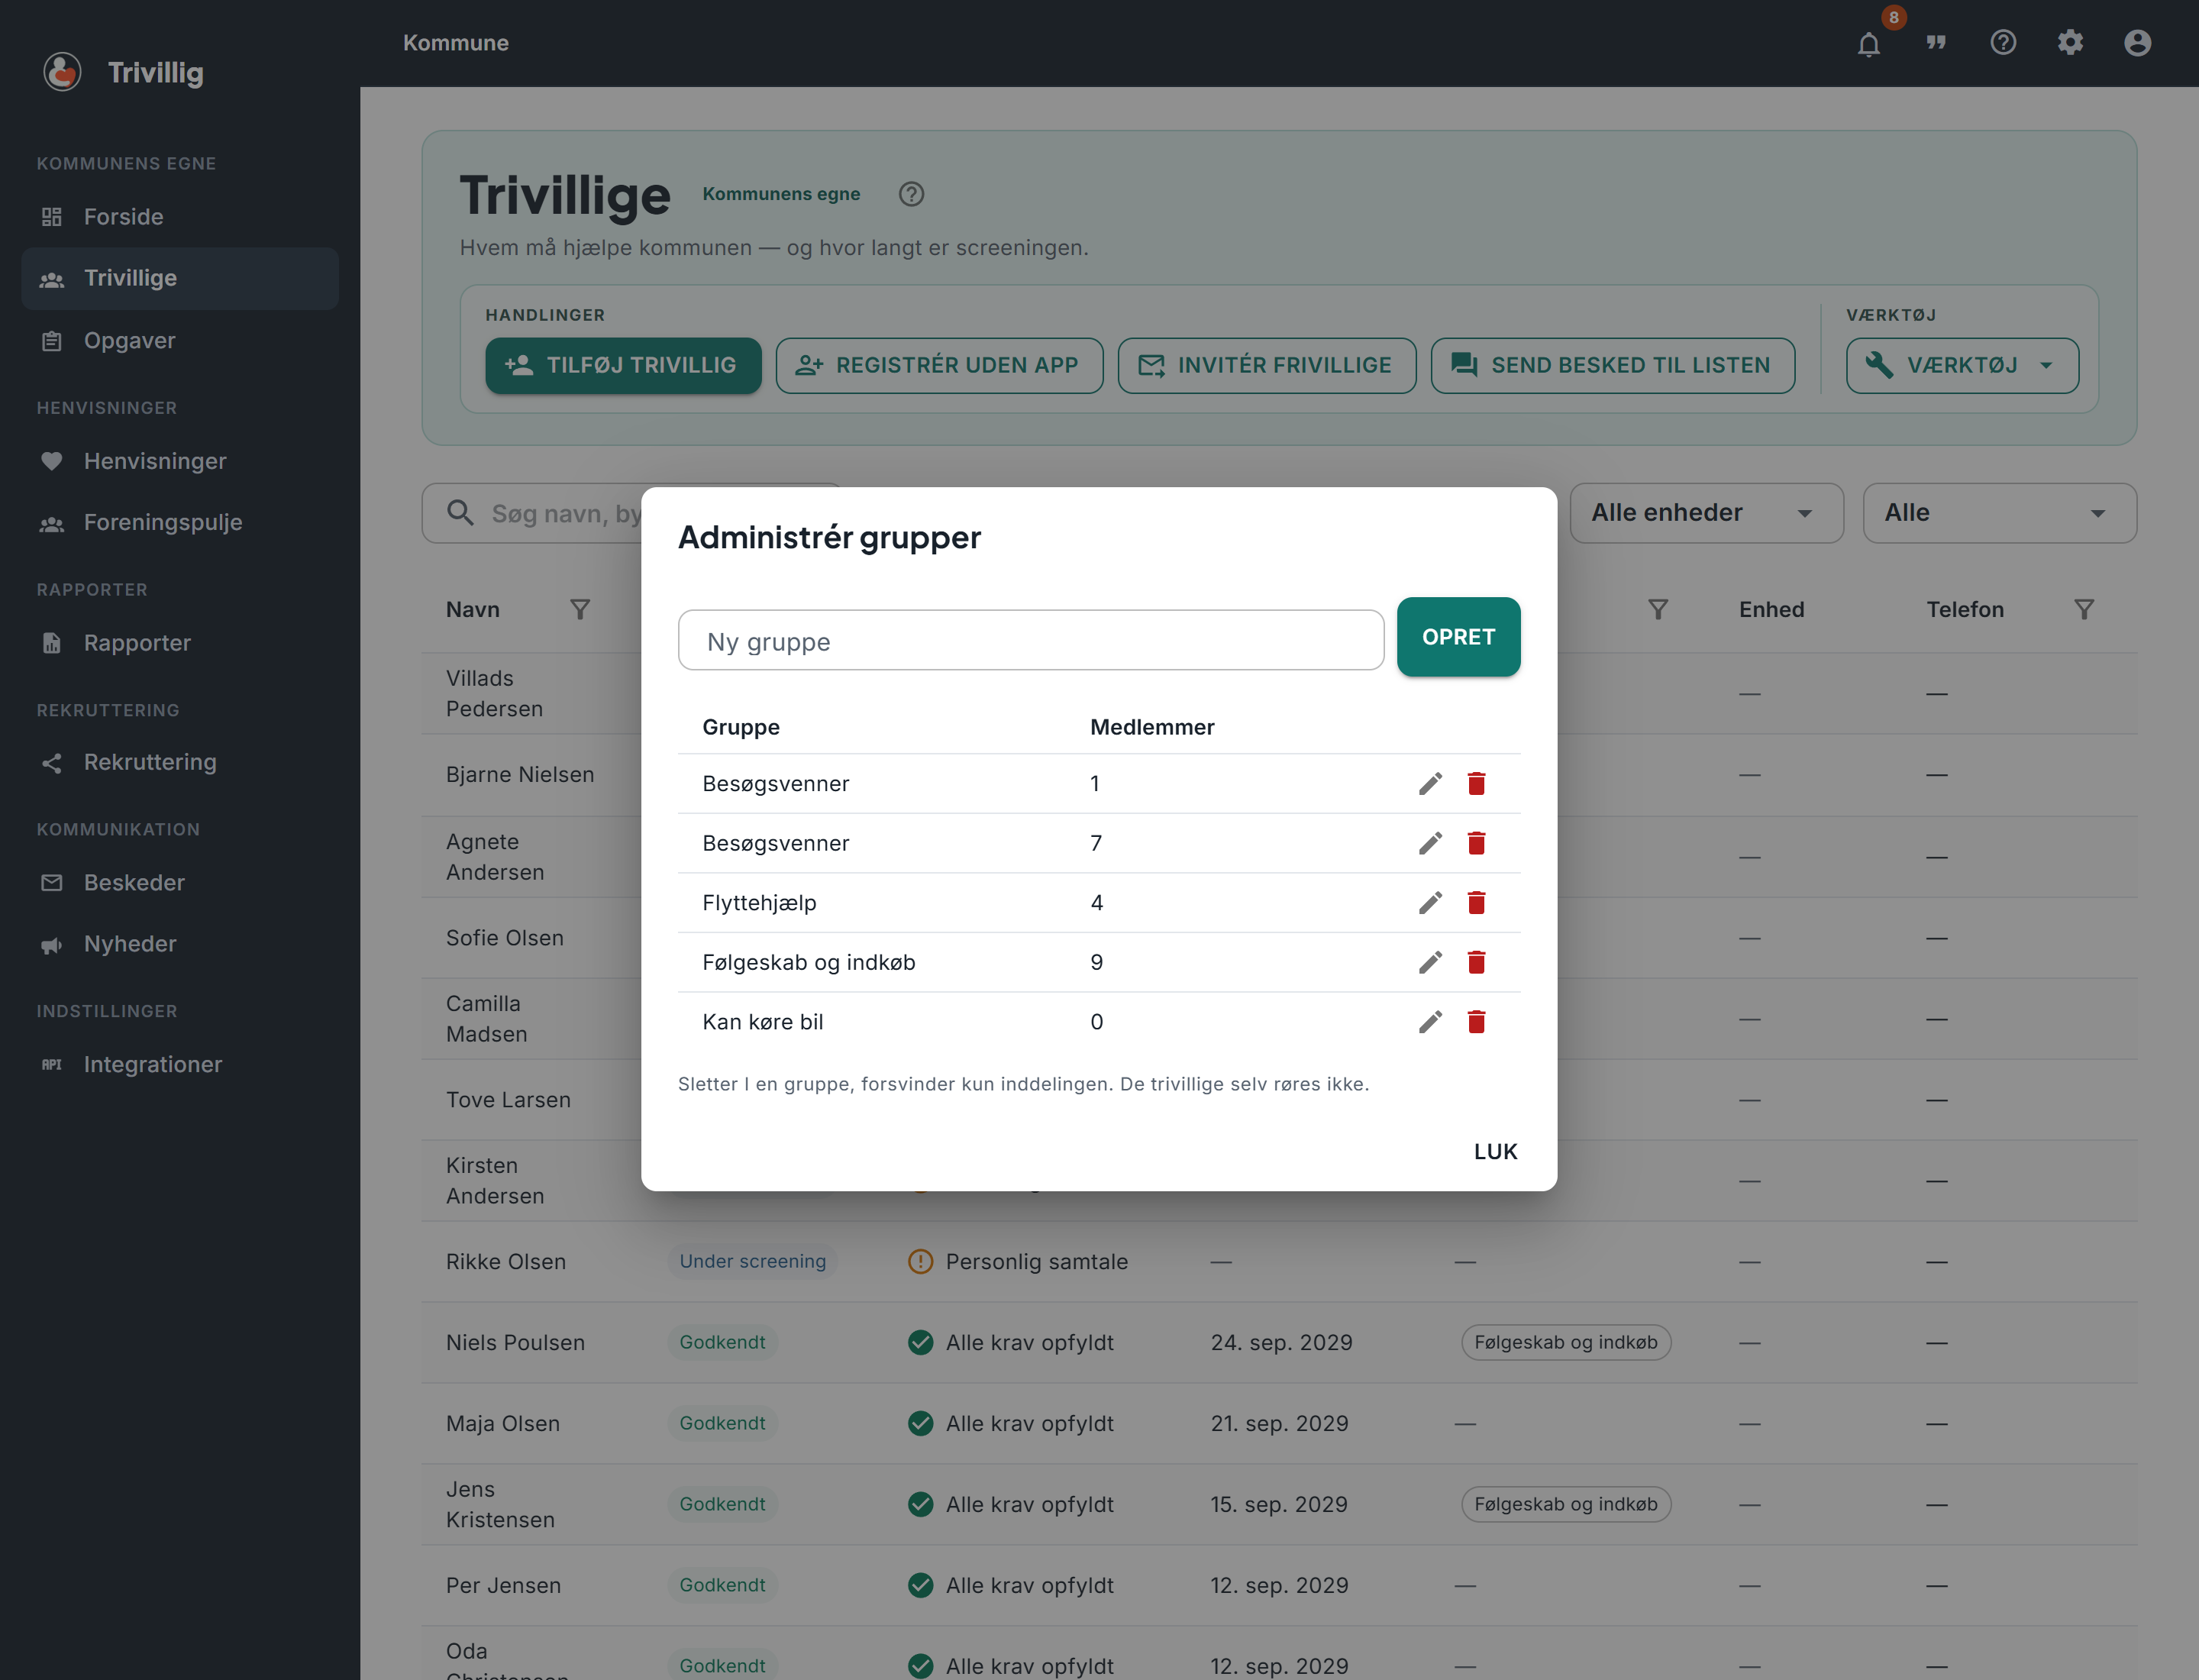 Trivillig
Kommune
8
KOMMUNENS EGNE
Forside
Trivillige
Opgaver
HENVISNINGER
Henvisninger
Foreningspulje
RAPPORTER
Rapporter
REKRUTTERING
Rekruttering
KOMMUNIKATION
Beskeder
Nyheder
INDSTILLINGER
API Integrationer
Trivillige Kommunens egne
Hvem må hjælpe kommunen — og hvor langt er screeningen.
HANDLINGER
TILFØJ TRIVILLIG
REGISTRÉR UDEN APP
INVITÉR FRIVILLIGE
SEND BESKED TIL LISTEN
VÆRKTØJ
VÆRKTØJ
Søg navn, by
Alle enheder
Alle
Administrér grupper
Ny gruppe
OPRET
Gruppe Medlemmer
Besøgsvenner 1
Besøgsvenner 7
Flyttehjælp 4
Følgeskab og indkøb 9
Kan køre bil 0
Sletter I en gruppe, forsvinder kun inddelingen. De trivillige selv røres ikke.
LUK
Navn Enhed Telefon
Villads
Pedersen — —
Bjarne Nielsen — —
Agnete
Andersen — —
Sofie Olsen — —
Camilla
Madsen — —
Tove Larsen — —
Kirsten
Andersen — —
Rikke Olsen Under screening Personlig samtale — — — —
Niels Poulsen Godkendt Alle krav opfyldt 24. sep. 2029 Følgeskab og indkøb — —
Maja Olsen Godkendt Alle krav opfyldt 21. sep. 2029 — — —
Jens
Kristensen Godkendt Alle krav opfyldt 15. sep. 2029 Følgeskab og indkøb — —
Per Jensen Godkendt Alle krav opfyldt 12. sep. 2029 — — —
Oda
Godkendt Alle krav opfyldt 12. sep. 2029 — — —